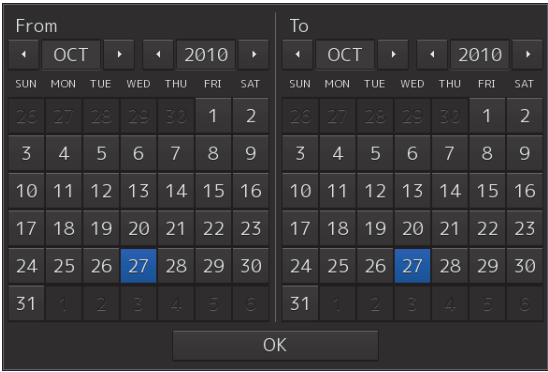 From To
OCT 2010 OCT 2010
SUN MON TUE WED THU FRI SAT SUN MON TUE WED THU FRI SAT
26 27 28 29 30 1 2 26 27 28 29 30 1 2
3 4 5 6 7 8 9 3 4 5 6 7 8 9
10 11 12 13 14 15 16 10 11 12 13 14 15 16
17 18 19 20 21 22 23 17 18 19 20 21 22 23
24 25 26 27 28 29 30 24 25 26 27 28 29 30
31 1 2 3 4 5 6 31 1 2 3 4 5 6
OK